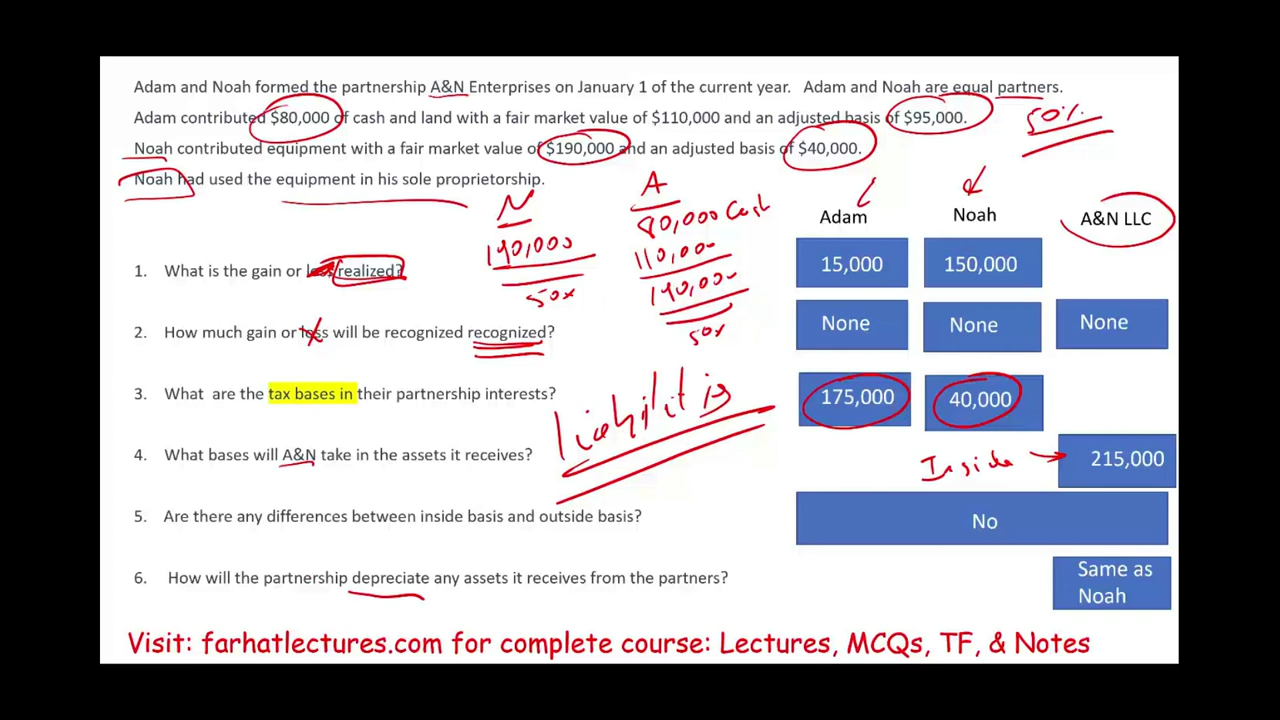 Adam and Noah formed the partnership A&N Enterprises on January 1 of the current year. Adam and Noah are equal partners.
Adam contributed $80,000 of cash and land with a fair market value of $110,000 and an adjusted basis of $95,000.
50%
Noah contributed equipment with a fair market value of $190,000 and an adjusted basis of $40,000.
Noah had used the equipment in his sole proprietorship.
N
190,000
50%
A
80,000 Cash
110,000
190,000
50%
Adam Noah A&N LLC
1. What is the gain or loss realized? 15,000 150,000
2. How much gain or loss will be recognized recognized? None None None
3. What are the tax bases in their partnership interests? 175,000 40,000
liabilities
4. What bases will A&N take in the assets it receives? Inside 215,000
5. Are there any differences between inside basis and outside basis? No
6. How will the partnership depreciate any assets it receives from the partners? Same as
Noah
Visit: farhatlectures.com for complete course: Lectures, MCQs, TF, & Notes